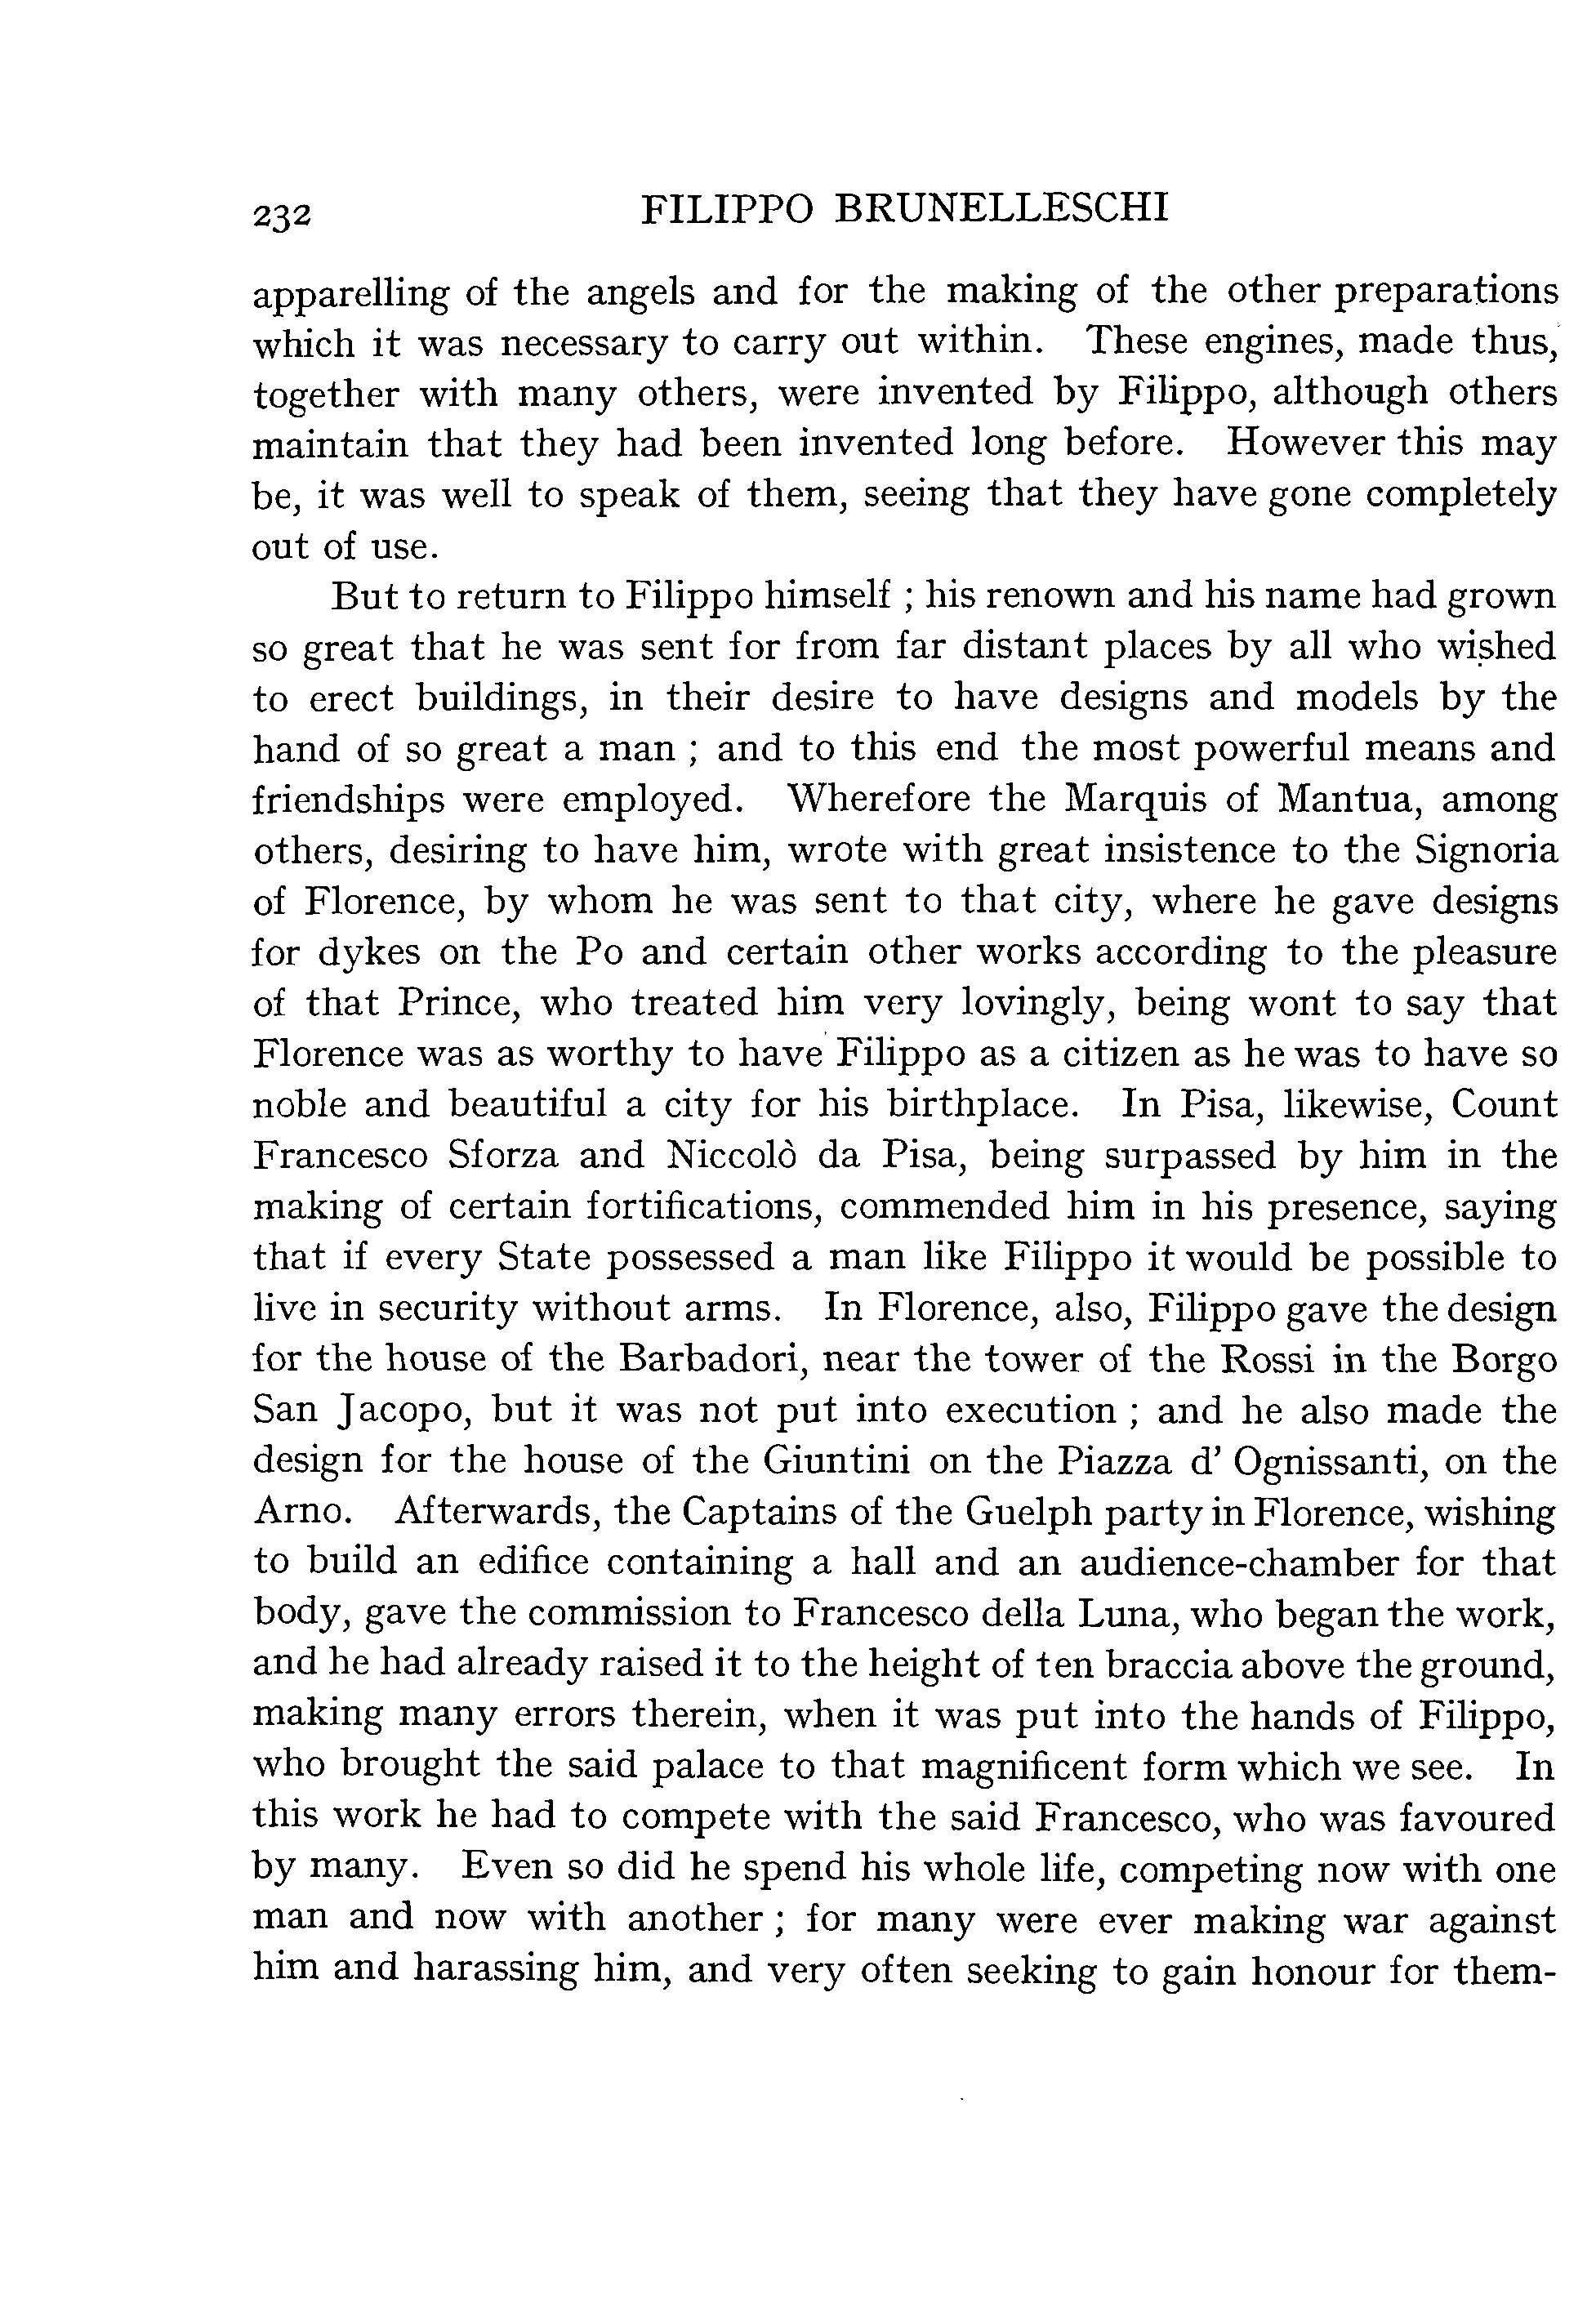 232 FILIPPO BRUNELLESCHI
apparelling of the angels and for the making of the other preparations
which it was necessary to carry out within. These engines, made thus,
together with many others, were invented by Filippo, although others
maintain that they had been invented long before. However this may
be, it was well to speak of them, seeing that they have gone completely
out of use.
But to return to Filippo himself ; his renown and his name had grown
so great that he was sent for from far distant places by all who wished
to erect buildings, in their desire to have designs and models by the
hand of so great a man ; and to this end the most powerful means and
friendships were employed. Wherefore the Marquis of Mantua, among
others, desiring to have him, wrote with great insistence to the Signoria
of Florence, by whom he was sent to that city, where he gave designs
for dykes on the Po and certain other works according to the pleasure
of that Prince, who treated him very lovingly, being wont to say that
Florence was as worthy to have Filippo as a citizen as he was to have so
noble and beautiful a city for his birthplace. In Pisa, likewise, Count
Francesco Sforza and Niccolò da Pisa, being surpassed by him in the
making of certain fortifications, commended him in his presence, saying
that if every State possessed a man like Filippo it would be possible to
live in security without arms. In Florence, also, Filippo gave the design
for the house of the Barbadori, near the tower of the Rossi in the Borgo
San Jacopo, but it was not put into execution ; and he also made the
design for the house of the Giuntini on the Piazza d' Ognissanti, on the
Arno. Afterwards, the Captains of the Guelph party in Florence, wishing
to build an edifice containing a hall and an audience-chamber for that
body, gave the commission to Francesco della Luna, who began the work,
and he had already raised it to the height of ten braccia above the ground,
making many errors therein, when it was put into the hands of Filippo,
who brought the said palace to that magnificent form which we see. In
this work he had to compete with the said Francesco, who was favoured
by many. Even so did he spend his whole life, competing now with one
man and now with another ; for many were ever making war against
him and harassing him, and very often seeking to gain honour for them-